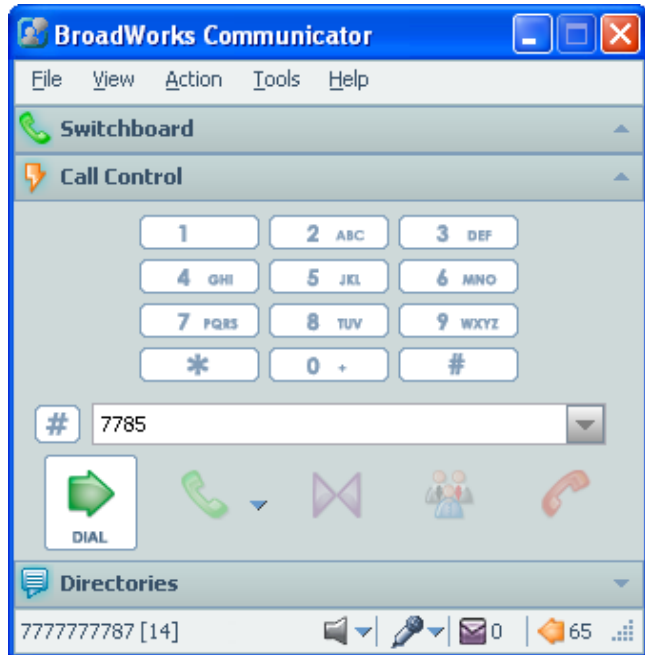 BroadWorks Communicator
File View Action Tools Help
Switchboard
Call Control
1 2 ABC 3 DEF
4 GHI 5 JKL 6 MNO
7 PQRS 8 TUV 9 WXYZ
* 0 + #
# 7785
DIAL
Directories
7777777787 [14] 0 65